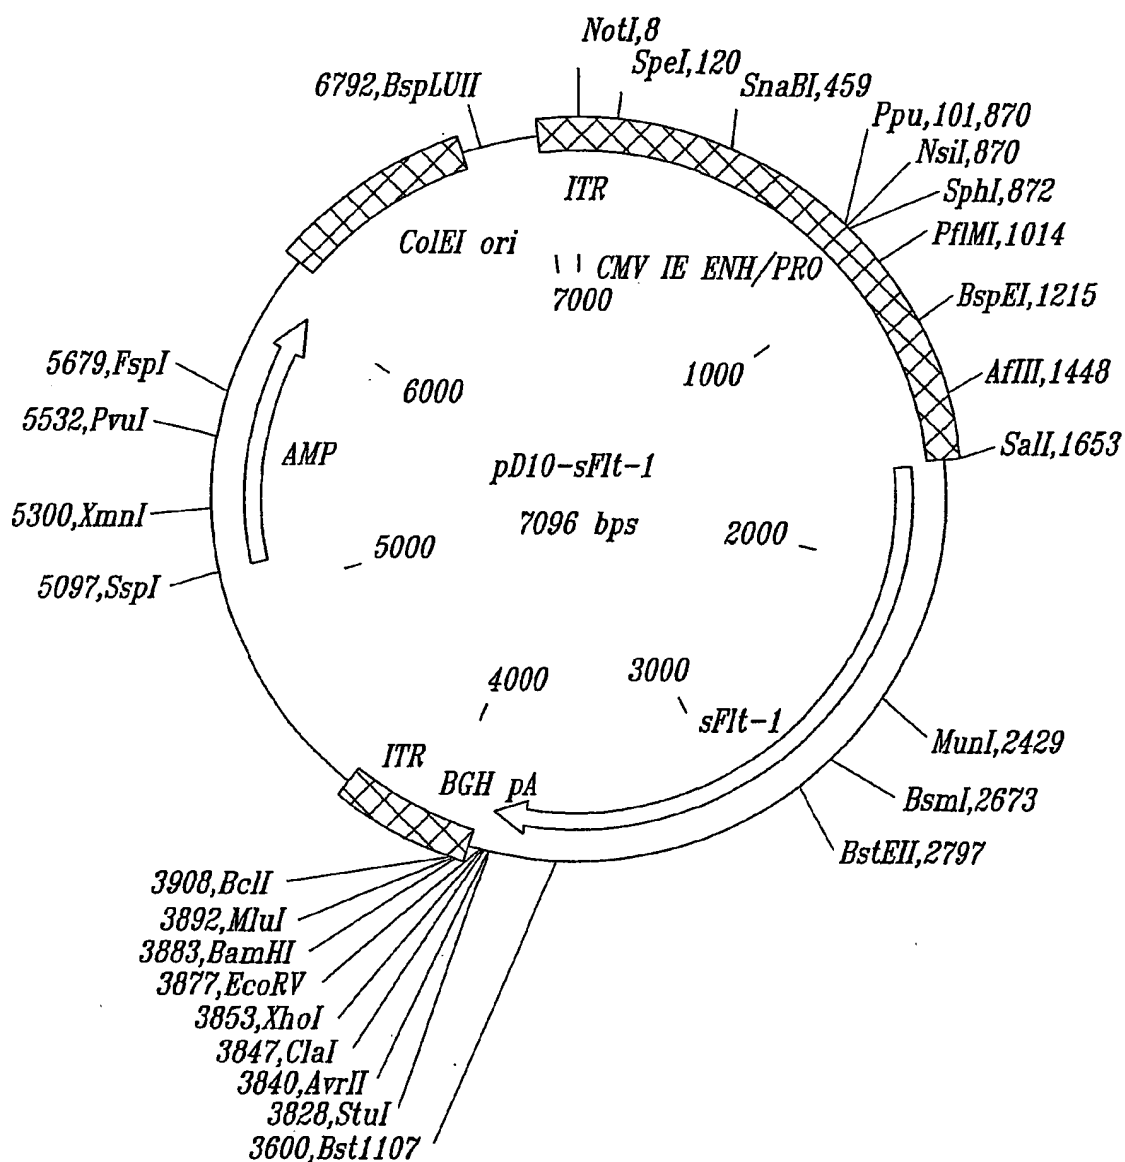 NotI,8
SpeI,120
SnaBI,459
6792,BspLUII
Ppu,101,870
NsiI,870
SphI,872
PflMI,1014
BspEI,1215
AflII,1448
SalI,1653
ITR
ColEI ori
CMV IE ENH/PRO
7000
1000
6000
5679,FspI
5532,PvuI
AMP
5300,XmnI
5097,SspI
pD10-sFlt-1
7096 bps
5000
2000
4000
3000
sFlt-1
MunI,2429
BsmI,2673
BstEII,2797
ITR
BGH pA
3908,BclI
3892,MluI
3883,BamHI
3877,EcoRV
3853,XhoI
3847,ClaI
3840,AvrII
3828,StuI
3600,Bst1107